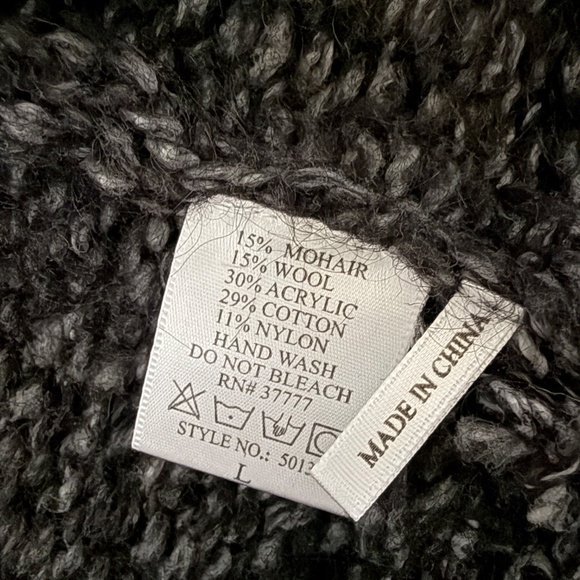 15% MOHAIR
15% WOOL
30% ACRYLIC
29% COTTON
11% NYLON
HAND WASH
DO NOT BLEACH
RN# 37777
STYLE NO.: 501
L
MADE IN CHINA